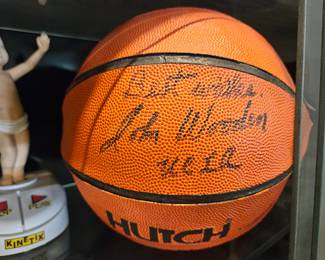 Best wishes.
John Wooden
UCLA
HUTCH
KINETIX